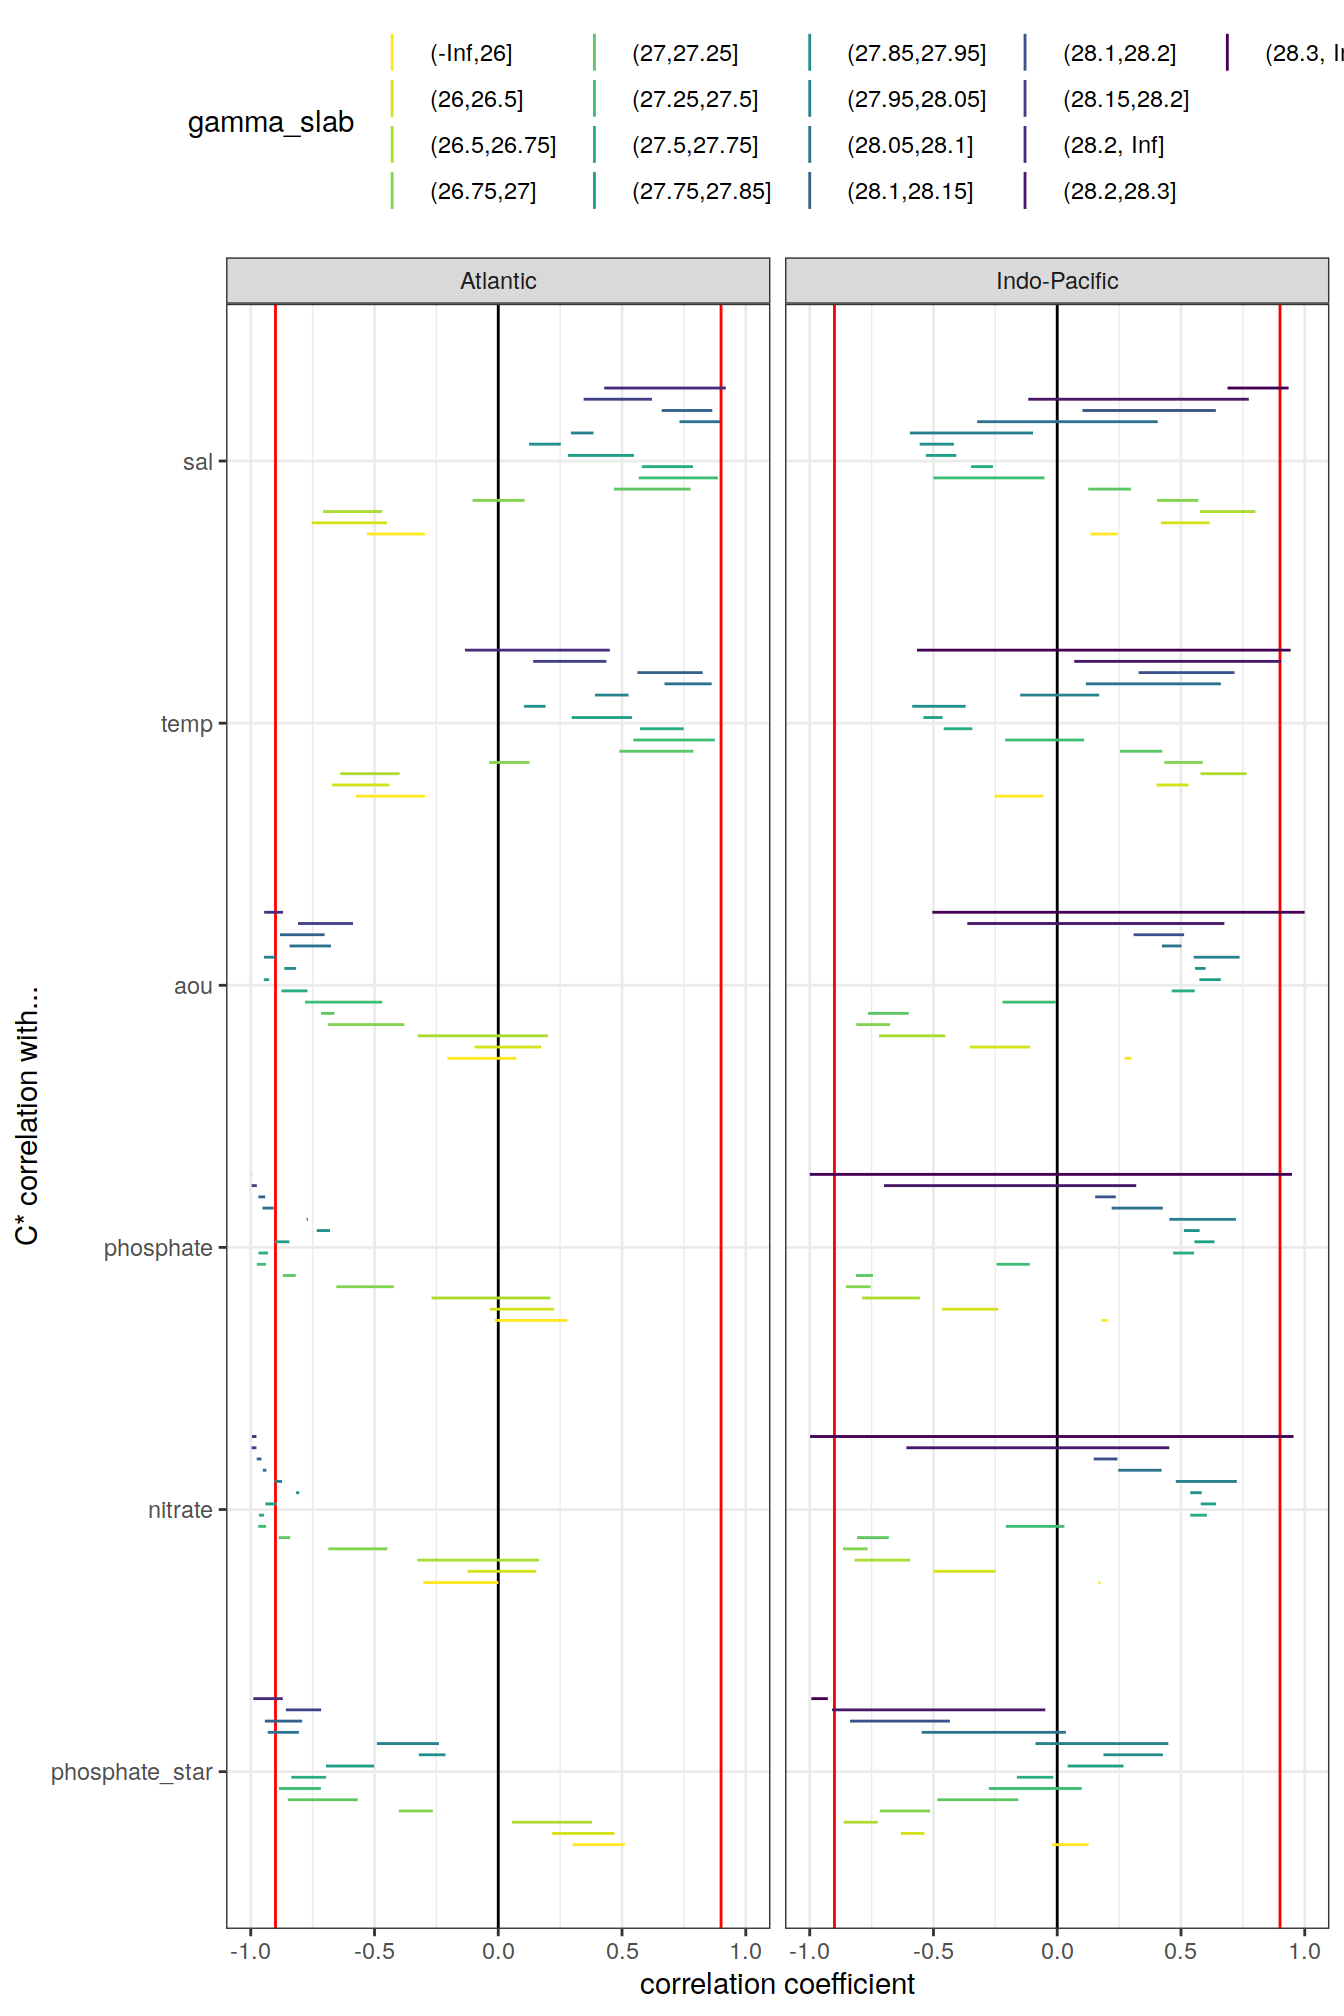 gamma_slab
(-Inf,26]
(26,26.5]
(26.5,26.75]
(26.75,27]
(27,27.25]
(27.25,27.5]
(27.5,27.75]
(27.75,27.85]
(27.85,27.95]
(27.95,28.05]
(28.05,28.1]
(28.1,28.15]
(28.1,28.2]
(28.15,28.2]
(28.2, Inf]
(28.2,28.3]
(28.3,
Atlantic
Indo-Pacific
C* correlation with...
sal
temp
aou
phosphate
nitrate
phosphate_star
-1.0 -0.5 0.0 0.5 1.0
-1.0 -0.5 0.0 0.5 1.0
correlation coefficient